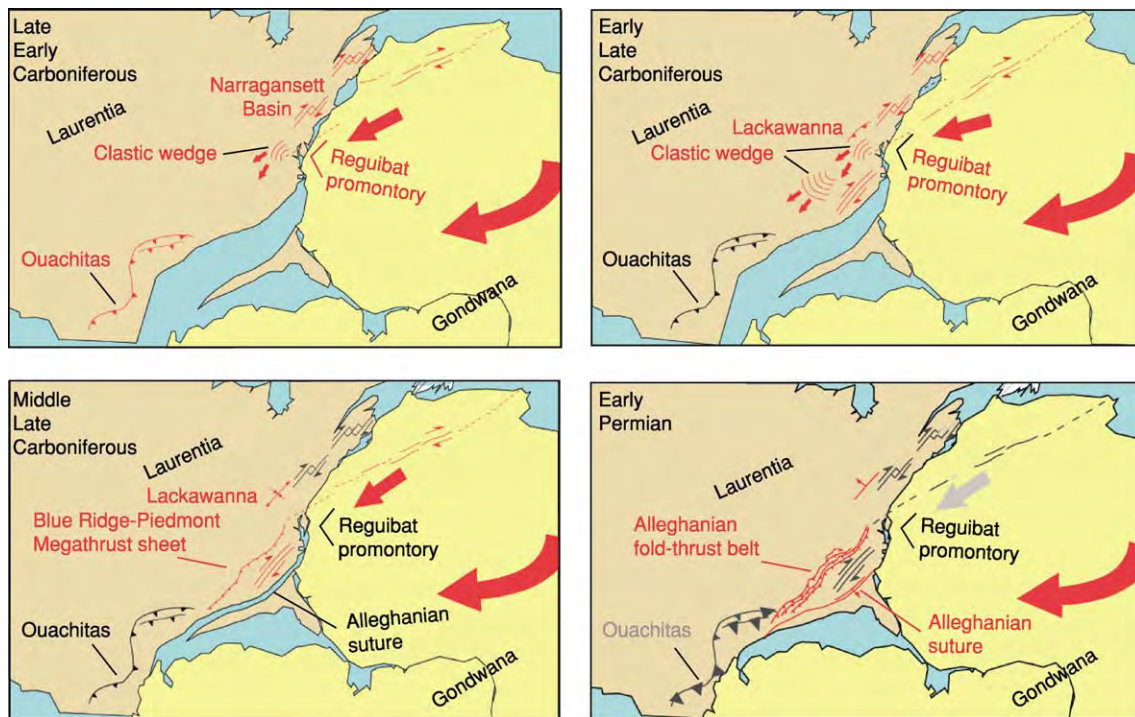 Late
Early
Carboniferous
Laurentia
Narragansett
Basin
Clastic wedge
Reguibat
promontory
Ouachitas
Gondwana
Early
Late
Carboniferous
Laurentia
Lackawanna
Clastic wedge
Reguibat
promontory
Ouachitas
Gondwana
Middle
Late
Carboniferous
Laurentia
Lackawanna
Blue Ridge-Piedmont
Megathrust sheet
Reguibat
promontory
Ouachitas
Alleghanian
suture
Gondwana
Early
Permian
Laurentia
Alleghanian
fold-thrust belt
Reguibat
promontory
Ouachitas
Alleghanian
suture
Gondwana